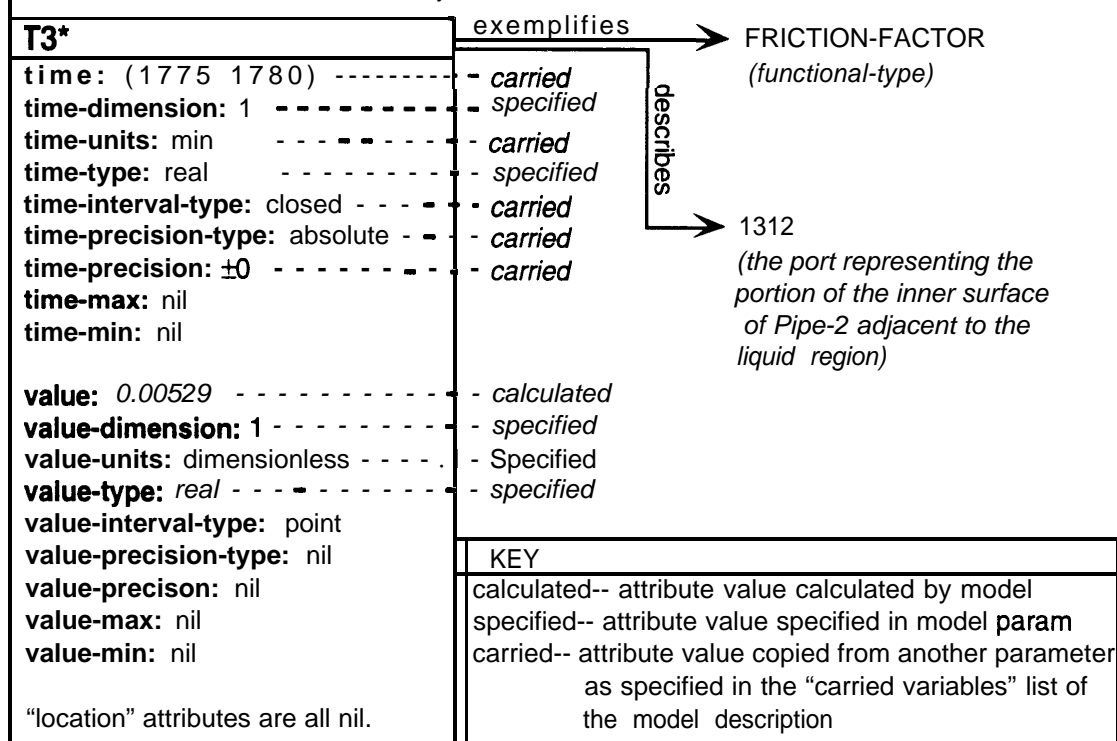 T3*
time: (1775 1780) - - - - - - - - - carried
time-dimension: 1 - - - - - - - - - - specified
time-units: min - - - - - - - - - carried
time-type: real - - - - - - - - - - specified
time-interval-type: closed - - - - - carried
time-precision-type: absolute - - - carried
time-precision: ±0 - - - - - - - - - carried
time-max: nil
time-min: nil
value: 0.00529 - - - - - - - - - - - - calculated
value-dimension: 1 - - - - - - - - - - specified
value-units: dimensionless - - - - . - Specified
value-type: real - - - - - - - - - - - - specified
value-interval-type: point
value-precision-type: nil
value-precison: nil
value-max: nil
value-min: nil
“location” attributes are all nil.
exemplifies
FRICTION-FACTOR
(functional-type)
describes
1312
(the port representing the
portion of the inner surface
of Pipe-2 adjacent to the
liquid region)
KEY
calculated-- attribute value calculated by model
specified-- attribute value specified in model param
carried-- attribute value copied from another parameter
as specified in the “carried variables” list of
the model description